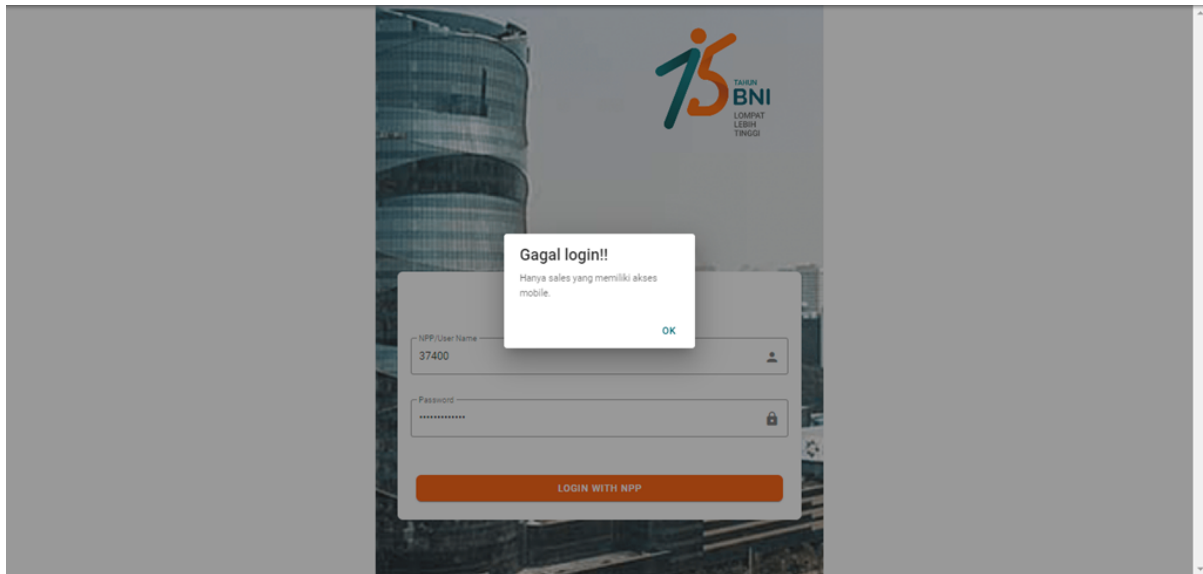 75
TAHUN
BNI
LOMPAT
LEBIH
TINGGI
Gagal login!!
Hanya sales yang memiliki akses
mobile.
OK
NPP/User Name
37400
Password
•••••••••••••
LOGIN WITH NPP